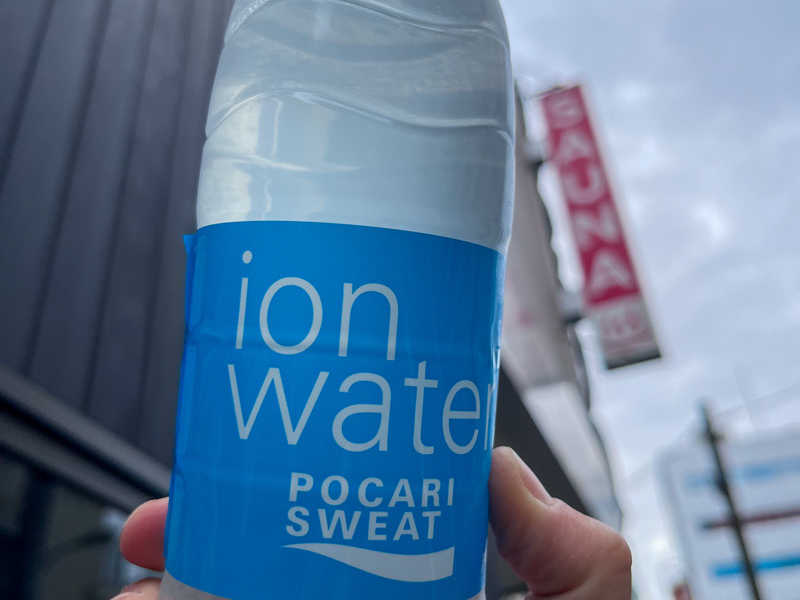 ion
water
POCARI
SWEAT
SAUNA